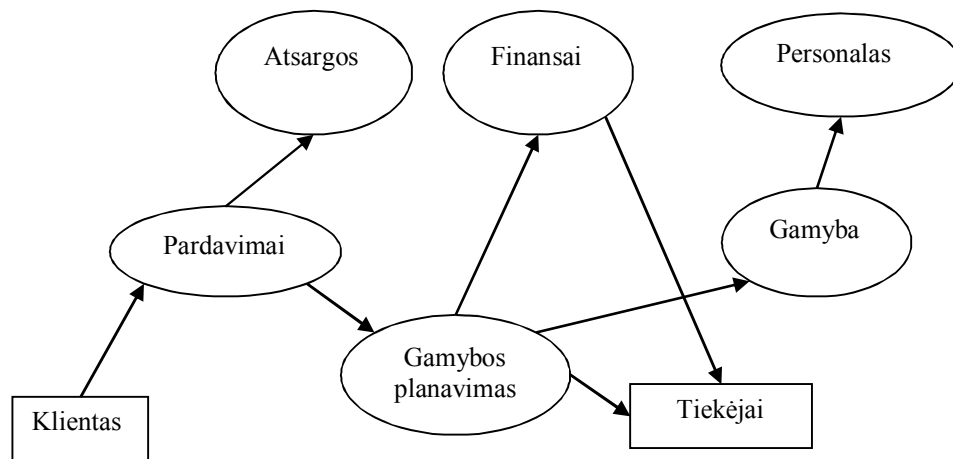 Atsargos
Finansai
Personalas
Pardavimai
Gamyba
Gamybos
planavimas
Klientas
Tiekėjai